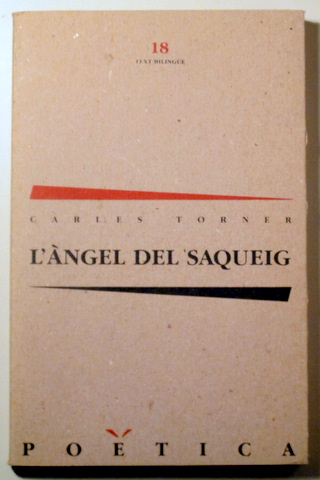 18
TEXT BILINGÜE
CARLES TORNER
L'ÀNGEL DEL SAQUEIG
POÈTICA